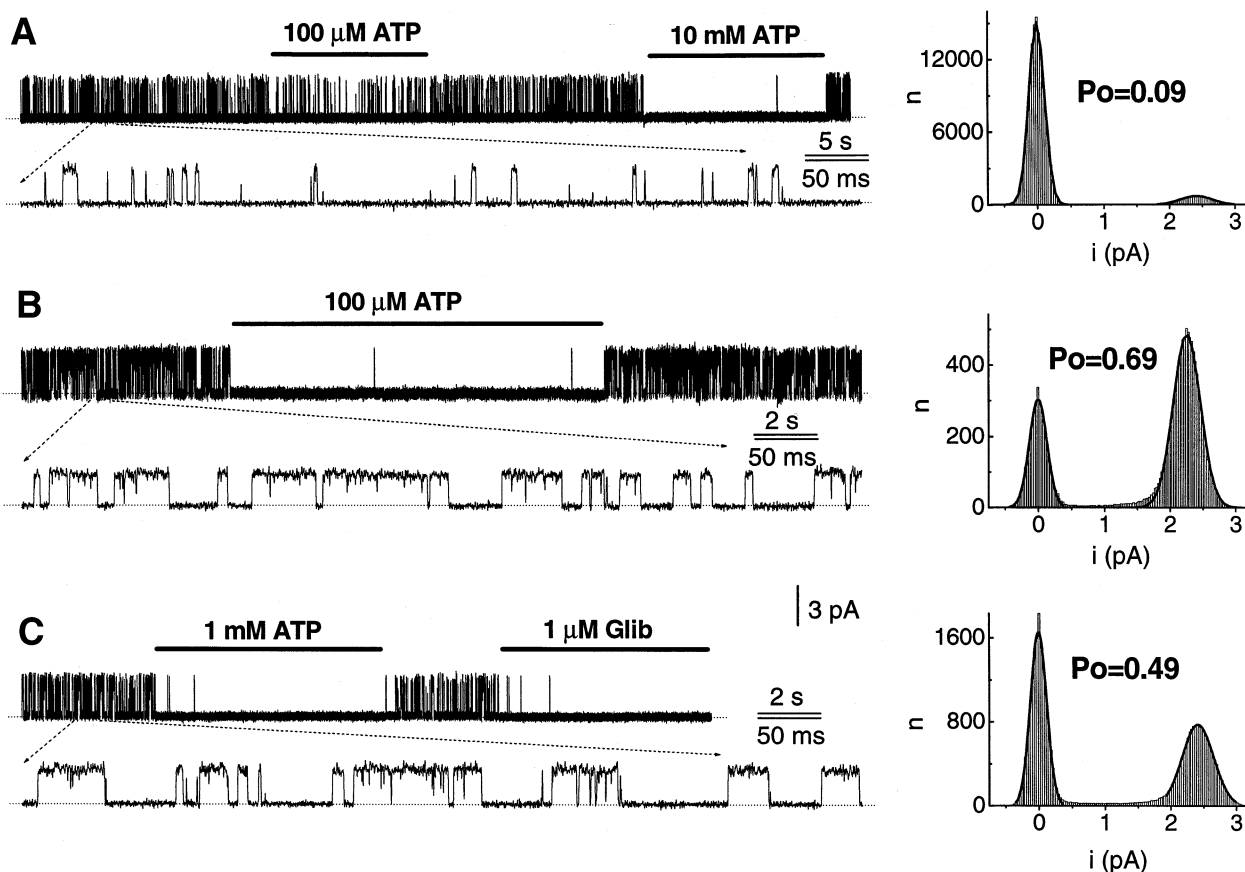 A
100 μM ATP
10 mM ATP
5 s
50 ms
n
12000
6000
0
Po=0.09
0 1 2 3
i (pA)
B
100 μM ATP
2 s
50 ms
n
400
200
0
Po=0.69
0 1 2 3
i (pA)
3 pA
C
1 mM ATP
1 μM Glib
2 s
50 ms
n
1600
800
0
Po=0.49
0 1 2 3
i (pA)